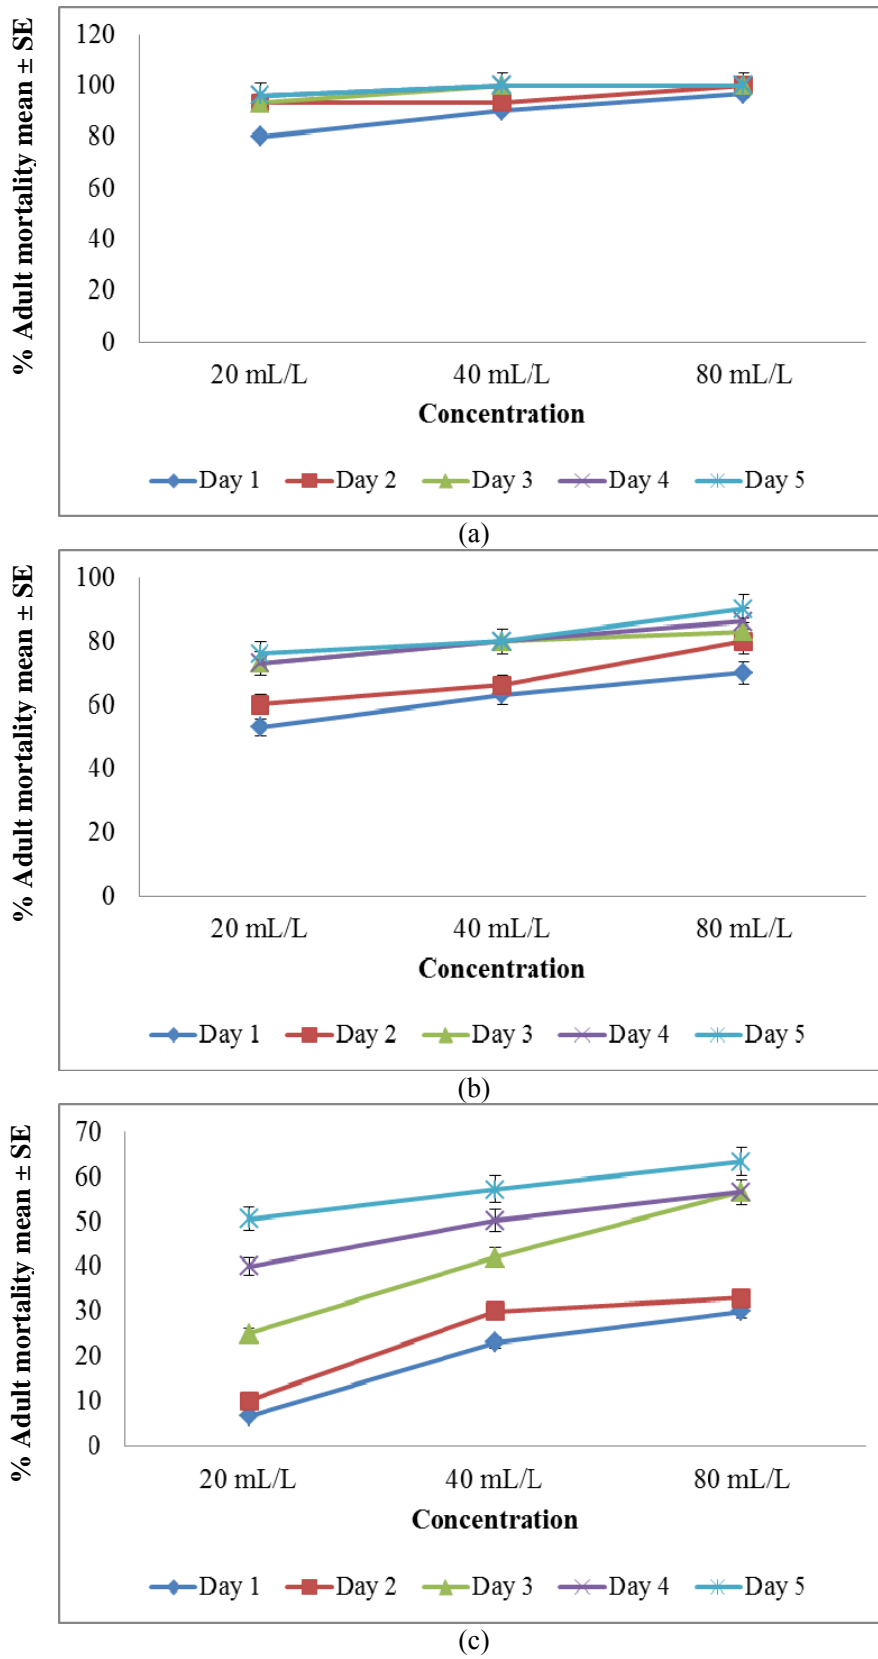 % Adult mortality mean ± SE
120
100
80
60
40
20
0
20 mL/L 40 mL/L 80 mL/L
Concentration
Day 1 Day 2 Day 3 Day 4 Day 5
(a)
% Adult mortality mean ± SE
100
80
60
40
20
0
20 mL/L 40 mL/L 80 mL/L
Concentration
Day 1 Day 2 Day 3 Day 4 Day 5
(b)
% Adult mortality mean ± SE
70
60
50
40
30
20
10
0
20 mL/L 40 mL/L 80 mL/L
Concentration
Day 1 Day 2 Day 3 Day 4 Day 5
(c)